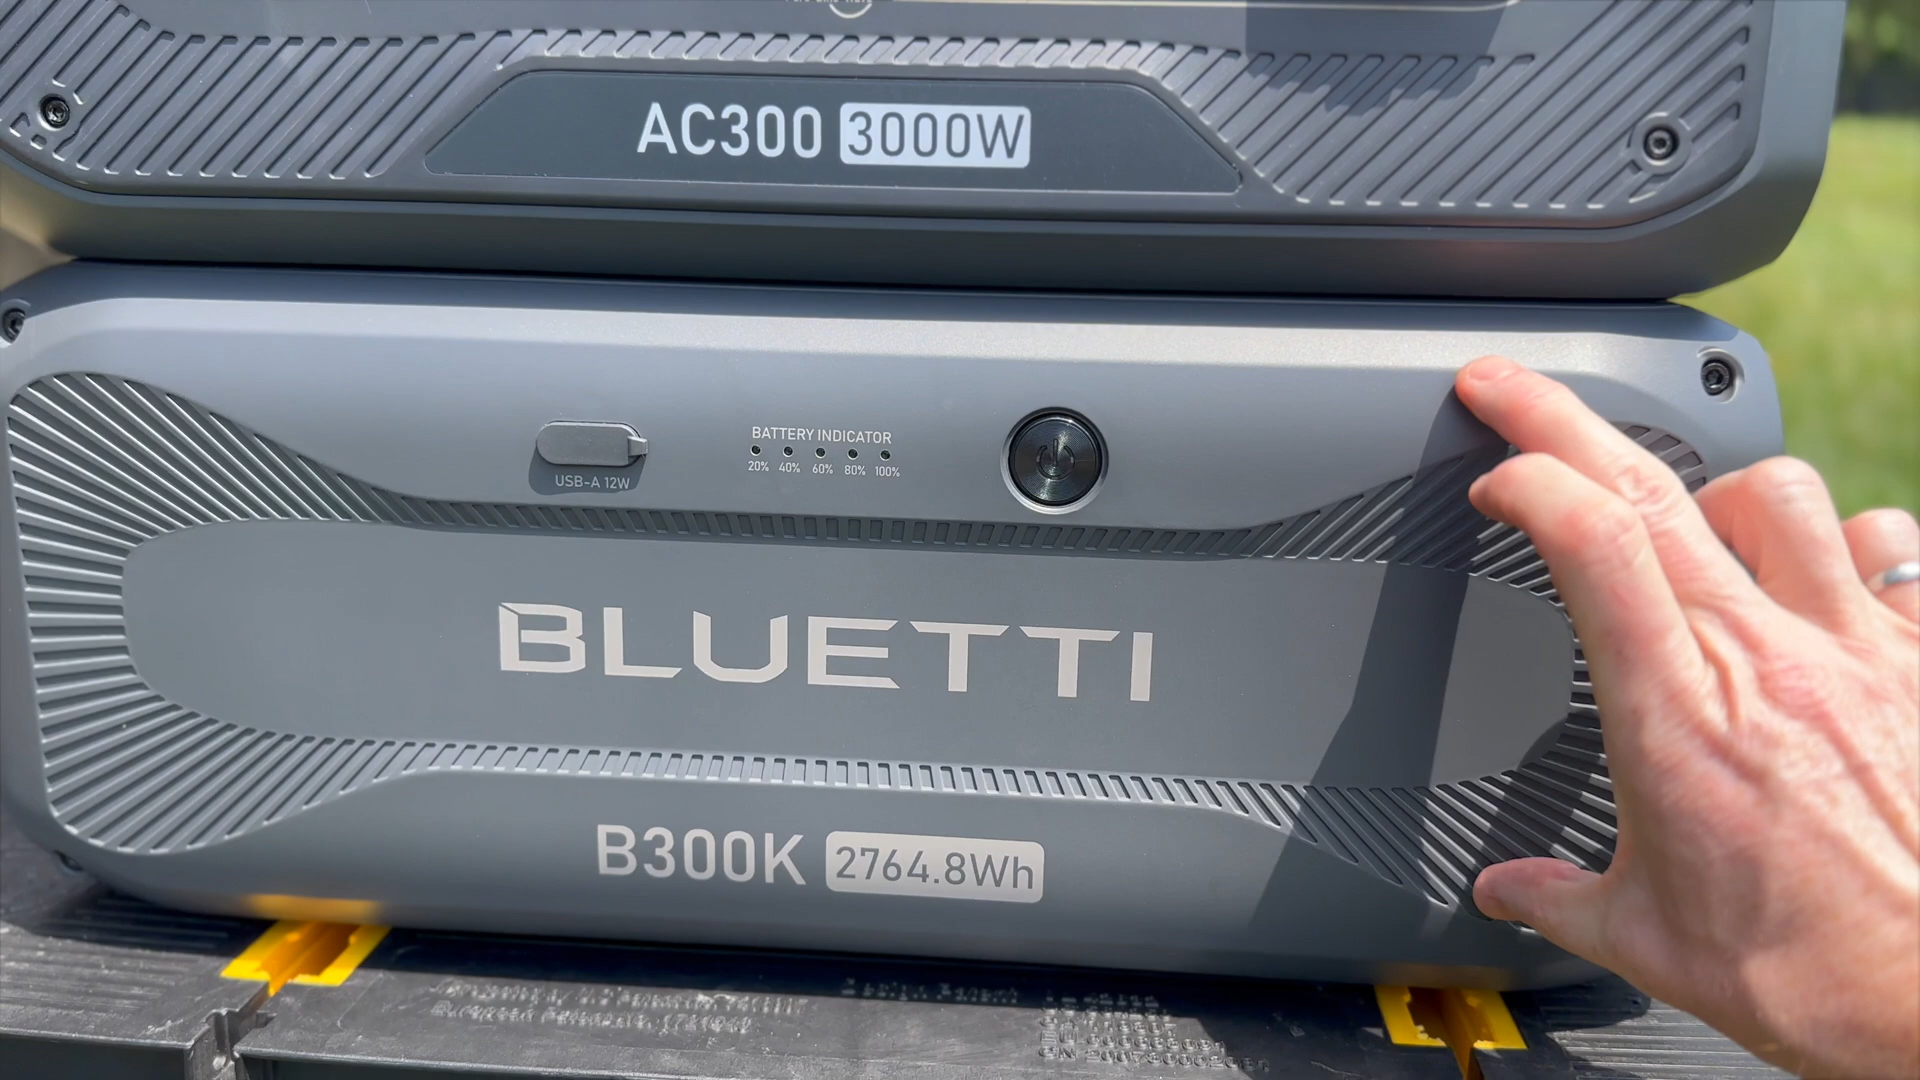 AC300 3000W
USB-A 12W
BATTERY INDICATOR
20% 40% 60% 80% 100%
BLUETTI
B300K 2764.8Wh